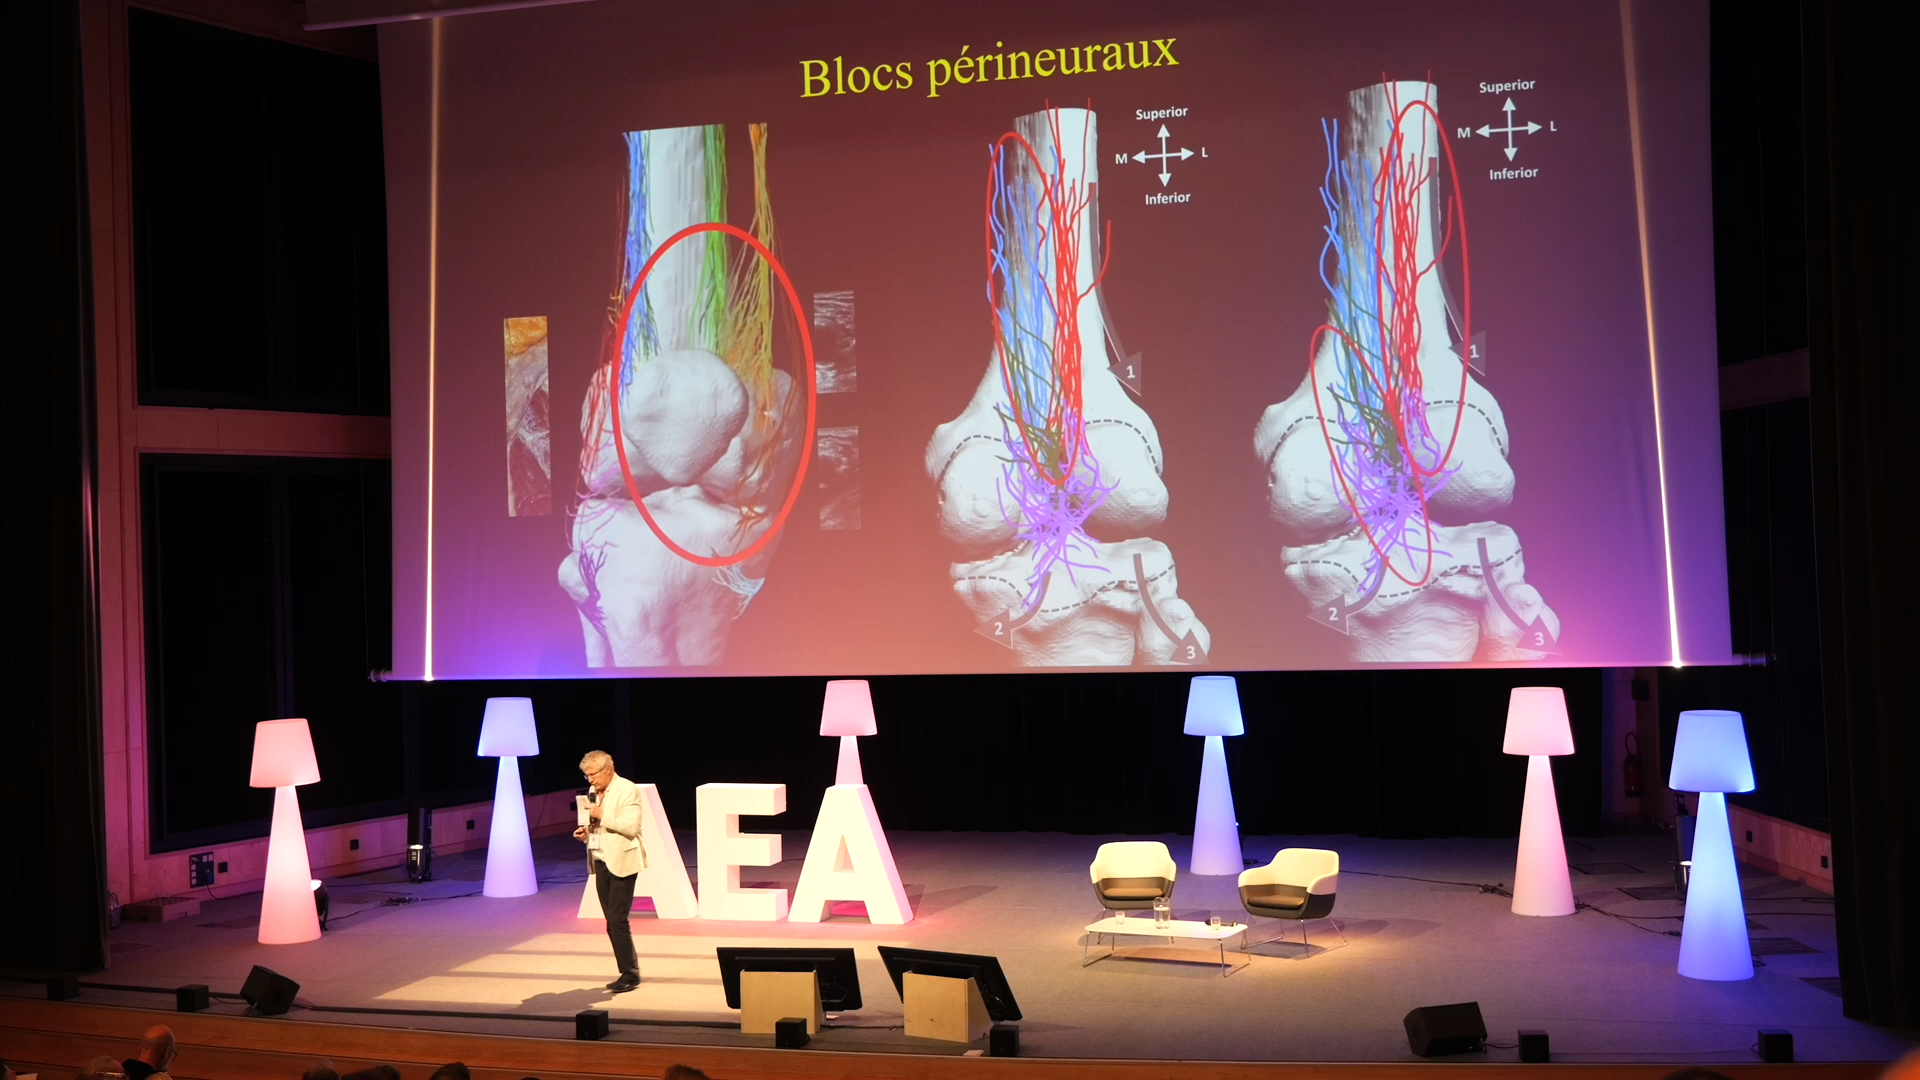 Blocs périneuraux
Superior
M L
Inferior
Superior
M L
Inferior
1
2
3
1
2
3
AEA